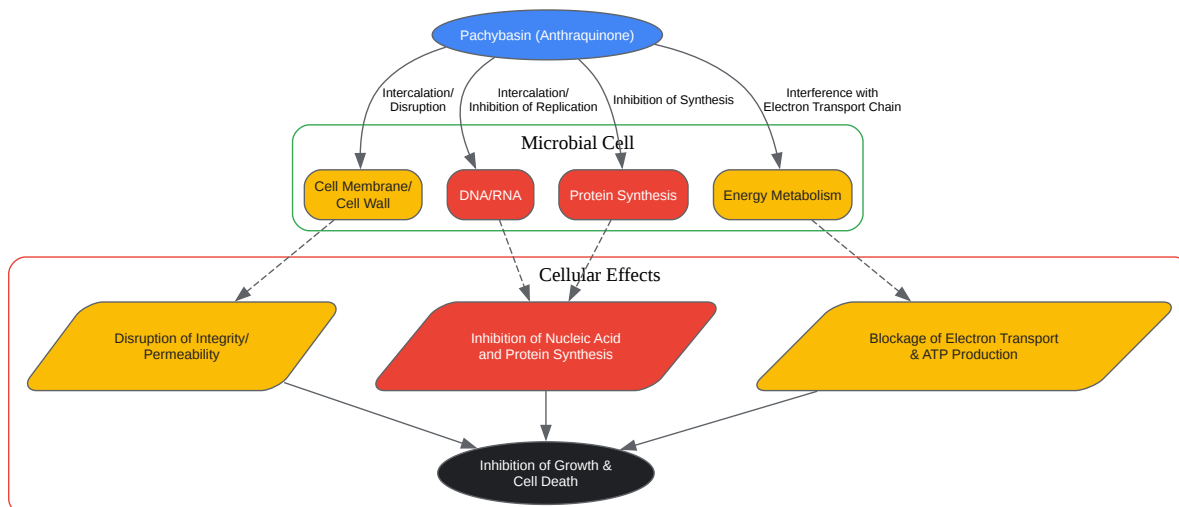 Pachybasin (Anthraquinone)
Intercalation/
Disruption
Intercalation/
Inhibition of Replication
Inhibition of Synthesis
Interference with
Electron Transport Chain
Microbial Cell
Cell Membrane/
Cell Wall
DNA/RNA
Protein Synthesis
Energy Metabolism
Cellular Effects
Disruption of Integrity/
Permeability
Inhibition of Nucleic Acid
and Protein Synthesis
Blockage of Electron Transport
& ATP Production
Inhibition of Growth &
Cell Death